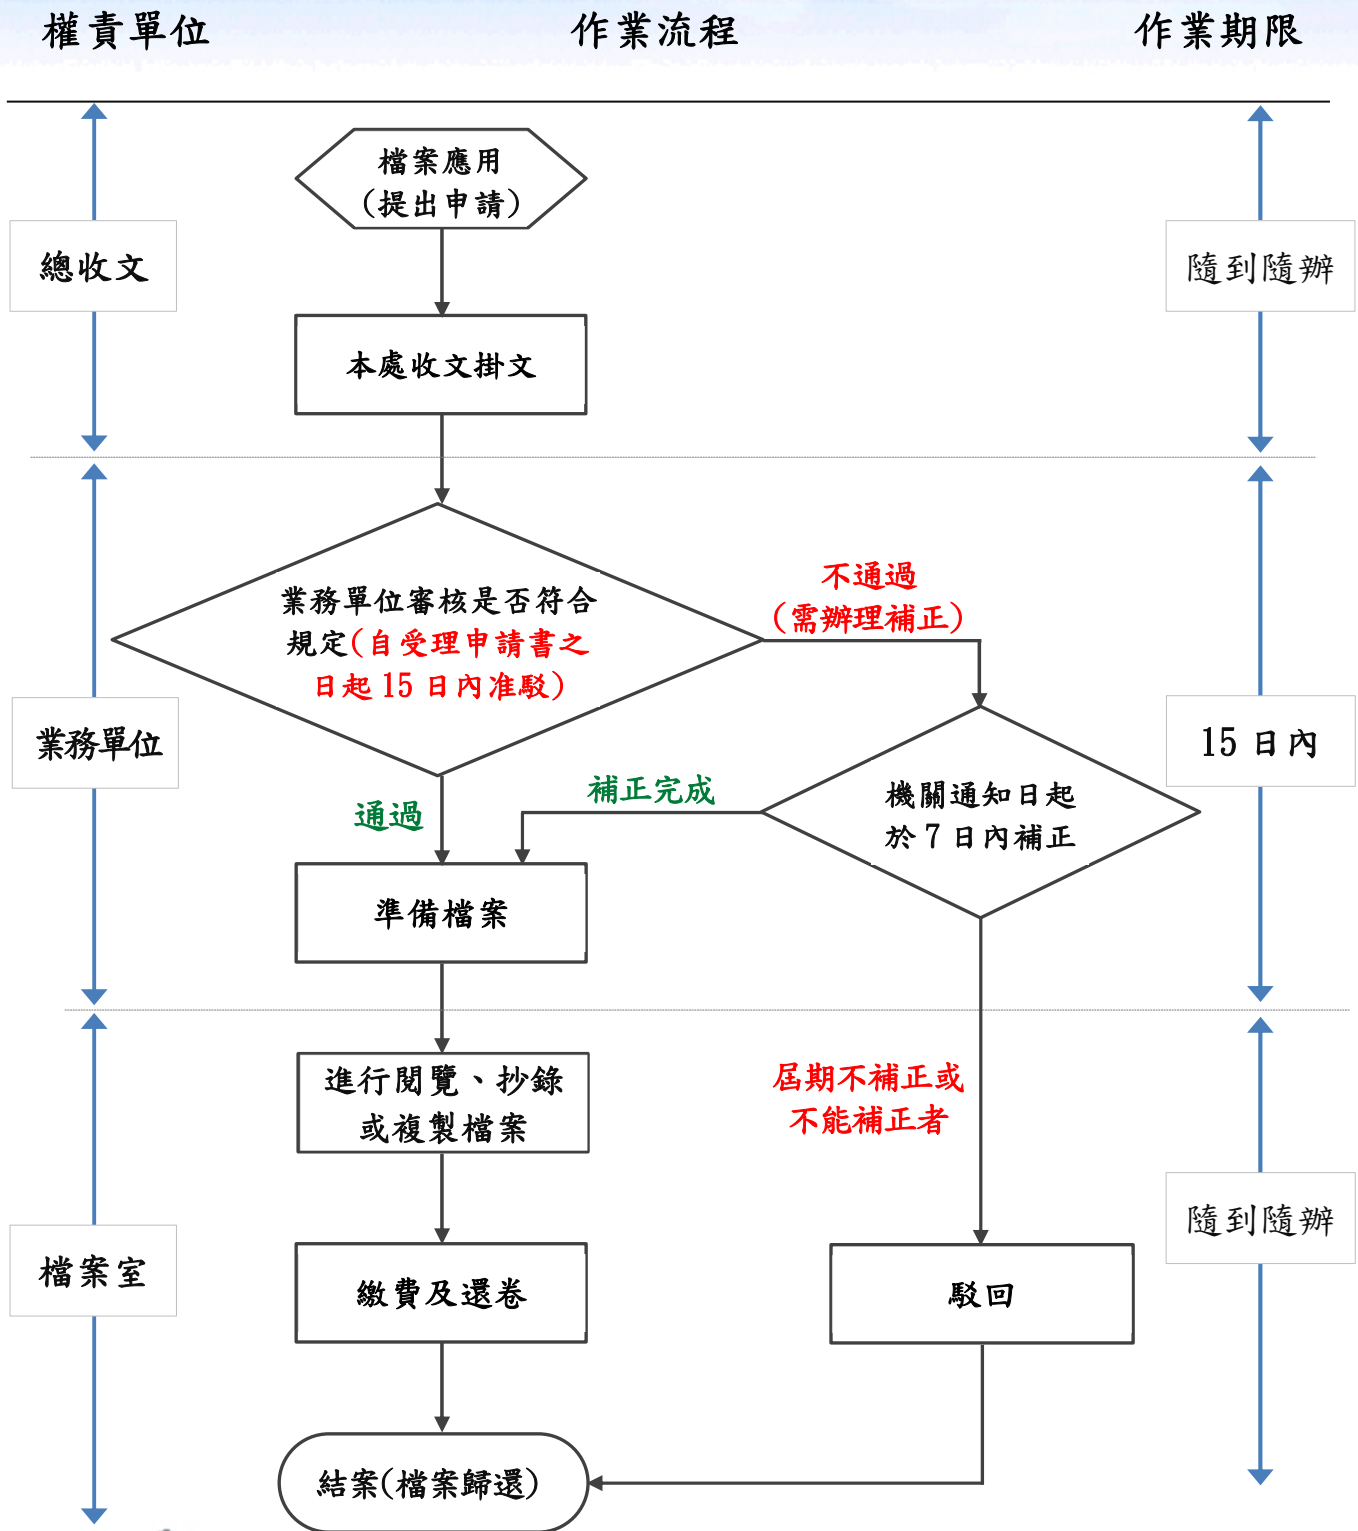 權責單位
作業流程
作業期限
檔案應用
(提出申請)
總收文
隨到隨辦
本處收文掛文
不通過
(需辦理補正)
業務單位審核是否符合
規定(自受理申請書之
日起 15 日內准駁)
業務單位
15 日內
補正完成
通過
機關通知日起
於 7 日內補正
準備檔案
進行閱覽、抄錄
或複製檔案
屆期不補正或
不能補正者
隨到隨辦
檔案室
繳費及還卷
駁回
結案(檔案歸還)